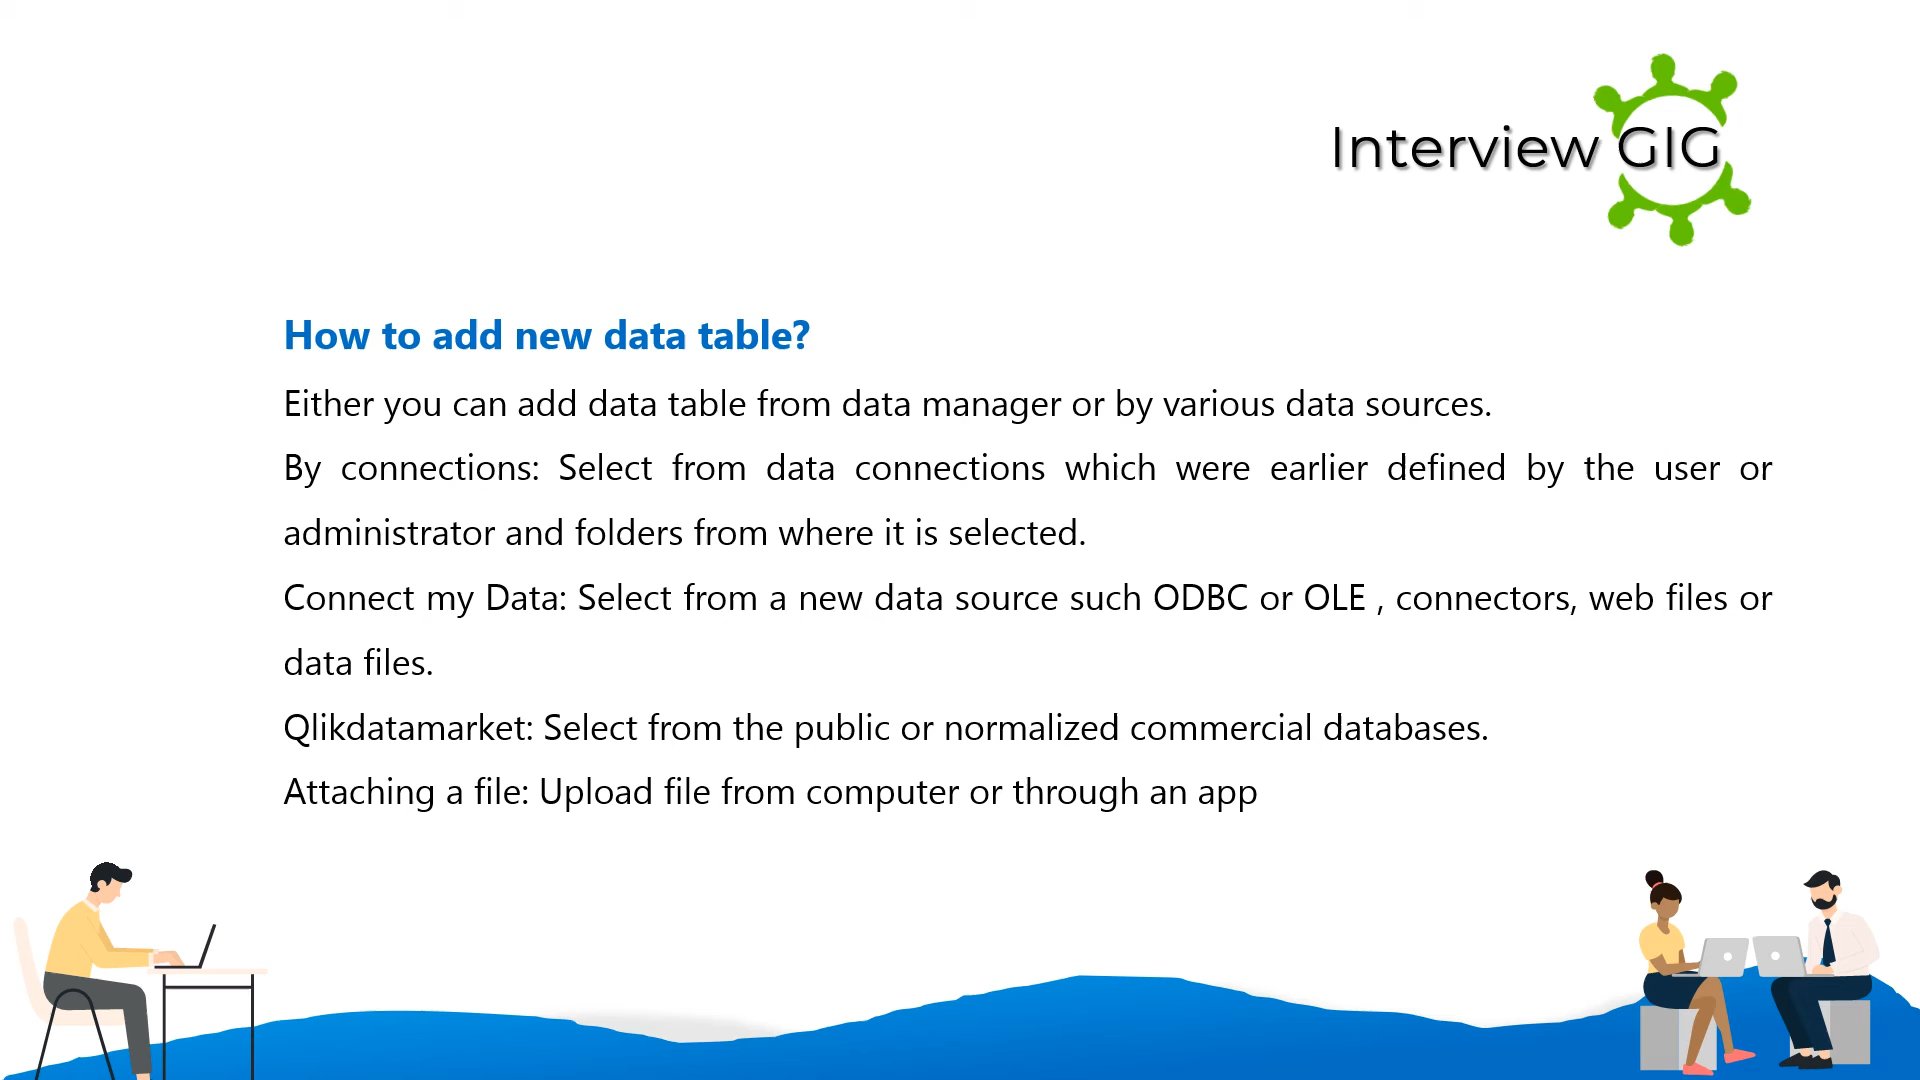 Interview GIG
How to add new data table?
Either you can add data table from data manager or by various data sources.
By connections: Select from data connections which were earlier defined by the user or
administrator and folders from where it is selected.
Connect my Data: Select from a new data source such ODBC or OLE , connectors, web files or
data files.
Qlikdatamarket: Select from the public or normalized commercial databases.
Attaching a file: Upload file from computer or through an app